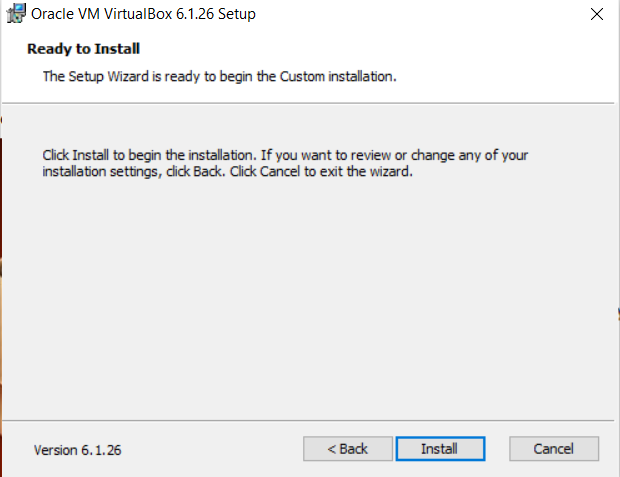 Oracle VM VirtualBox 6.1.26 Setup
Ready to Install
The Setup Wizard is ready to begin the Custom installation.
Click Install to begin the installation. If you want to review or change any of your
installation settings, click Back. Click Cancel to exit the wizard.
Version 6.1.26
< Back
Install
Cancel